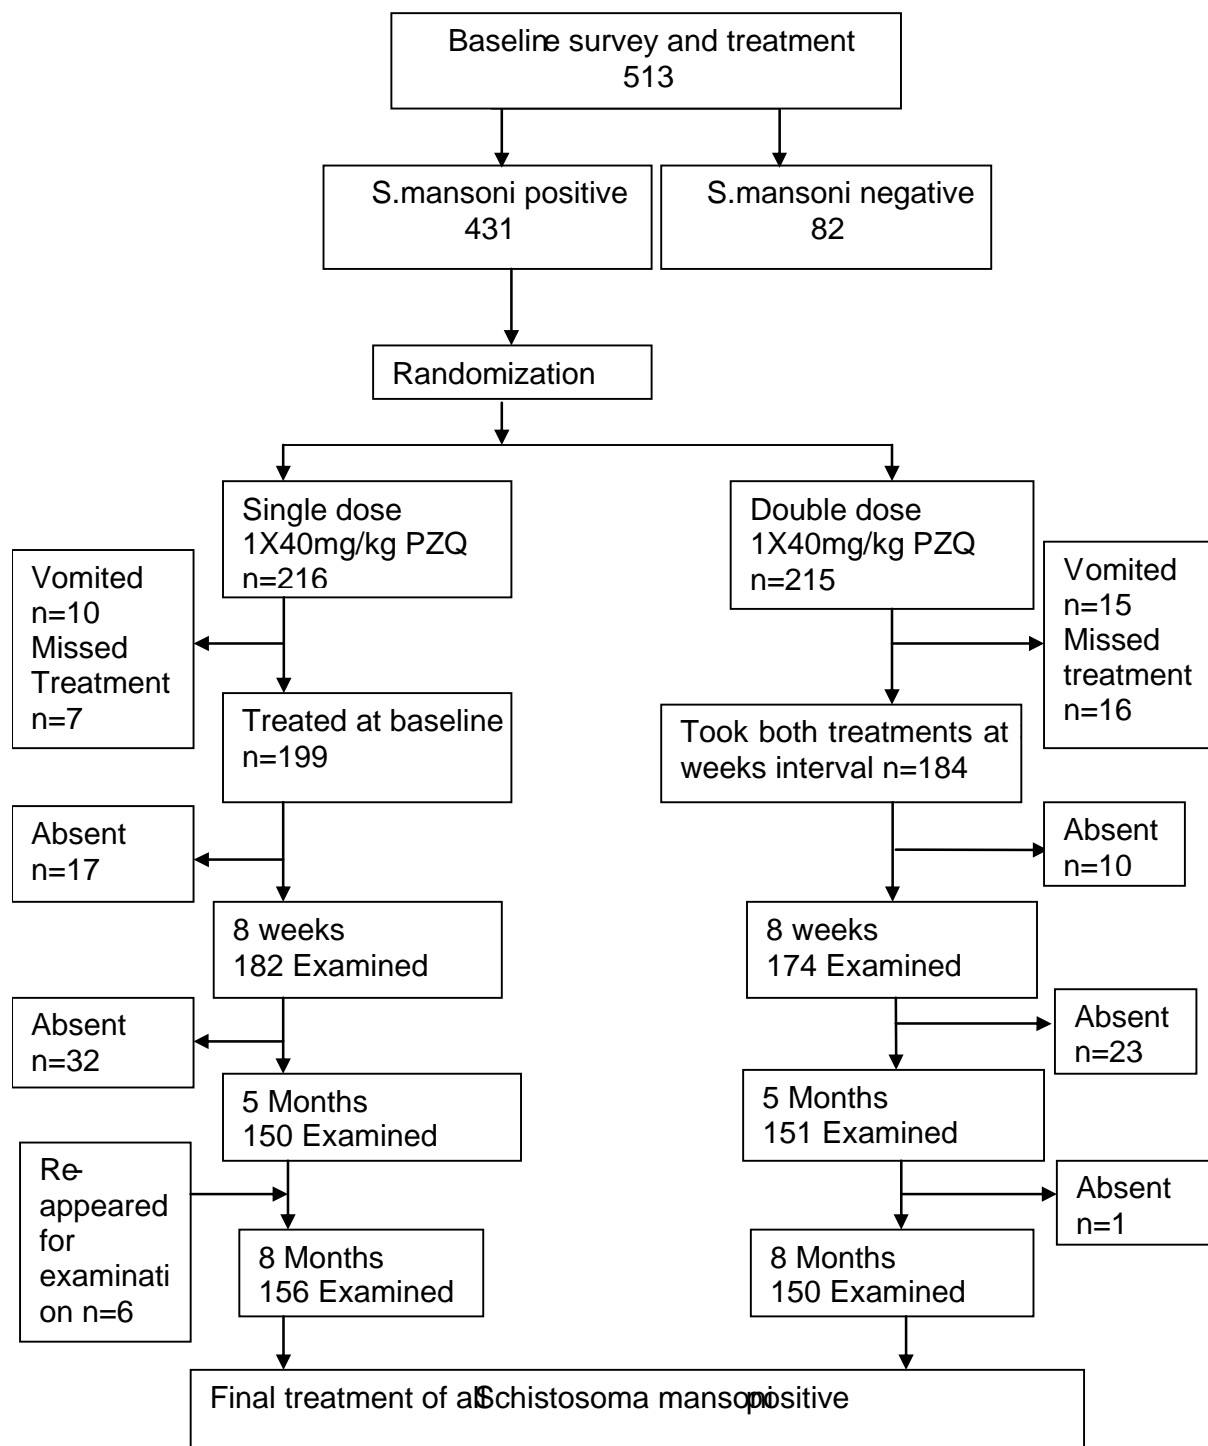 Baseline survey and treatment
513
S.mansoni positive
431
S.mansoni negative
82
Randomization
Single dose
1X40mg/kg PZQ
n=216
Double dose
1X40mg/kg PZQ
n=215
Vomited
n=10
Missed
Treatment
n=7
Vomited
n=15
Missed
treatment
n=16
Treated at baseline
n=199
Took both treatments at
weeks interval n=184
Absent
n=17
Absent
n=10
8 weeks
182 Examined
8 weeks
174 Examined
Absent
n=32
Absent
n=23
5 Months
150 Examined
5 Months
151 Examined
Re-
appeared
for
examinati
on n=6
Absent
n=1
8 Months
156 Examined
8 Months
150 Examined
Final treatment of all Schistosoma mansoni positive